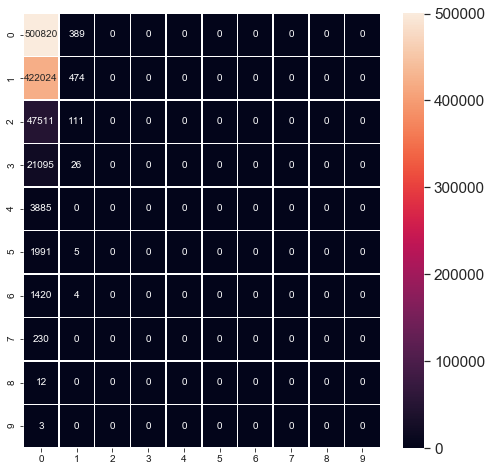 0 500820 389 0 0 0 0 0 0 0 0
1 422024 474 0 0 0 0 0 0 0 0
2 47511 111 0 0 0 0 0 0 0 0
3 21095 26 0 0 0 0 0 0 0 0
4 3885 0 0 0 0 0 0 0 0 0
5 1991 5 0 0 0 0 0 0 0 0
6 1420 4 0 0 0 0 0 0 0 0
7 230 0 0 0 0 0 0 0 0 0
8 12 0 0 0 0 0 0 0 0 0
9 3 0 0 0 0 0 0 0 0 0
0 1 2 3 4 5 6 7 8 9
500000
400000
300000
200000
100000
0